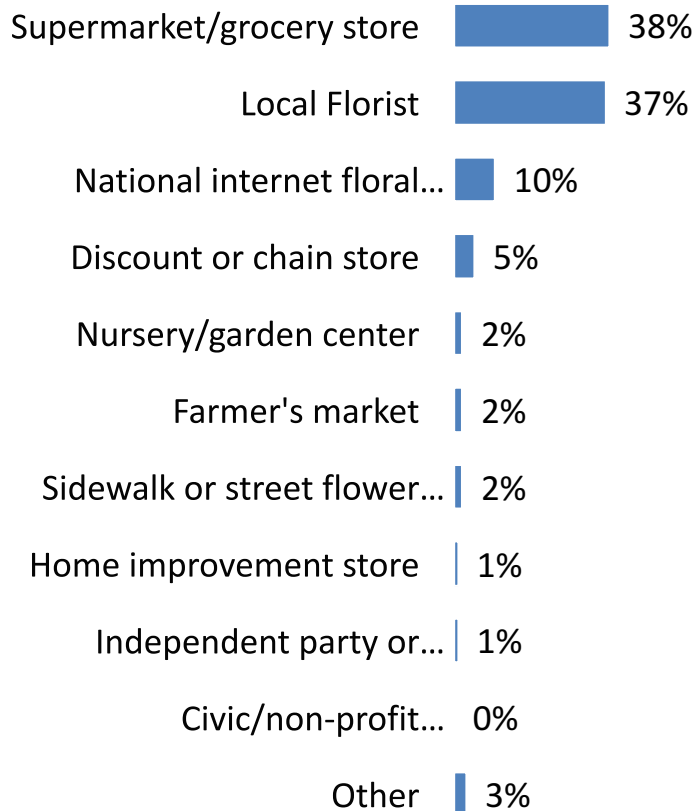 Supermarket/grocery store 38%
Local Florist 37%
National internet floral... 10%
Discount or chain store 5%
Nursery/garden center 2%
Farmer's market 2%
Sidewalk or street flower... 2%
Home improvement store 1%
Independent party or... 1%
Civic/non-profit... 0%
Other 3%